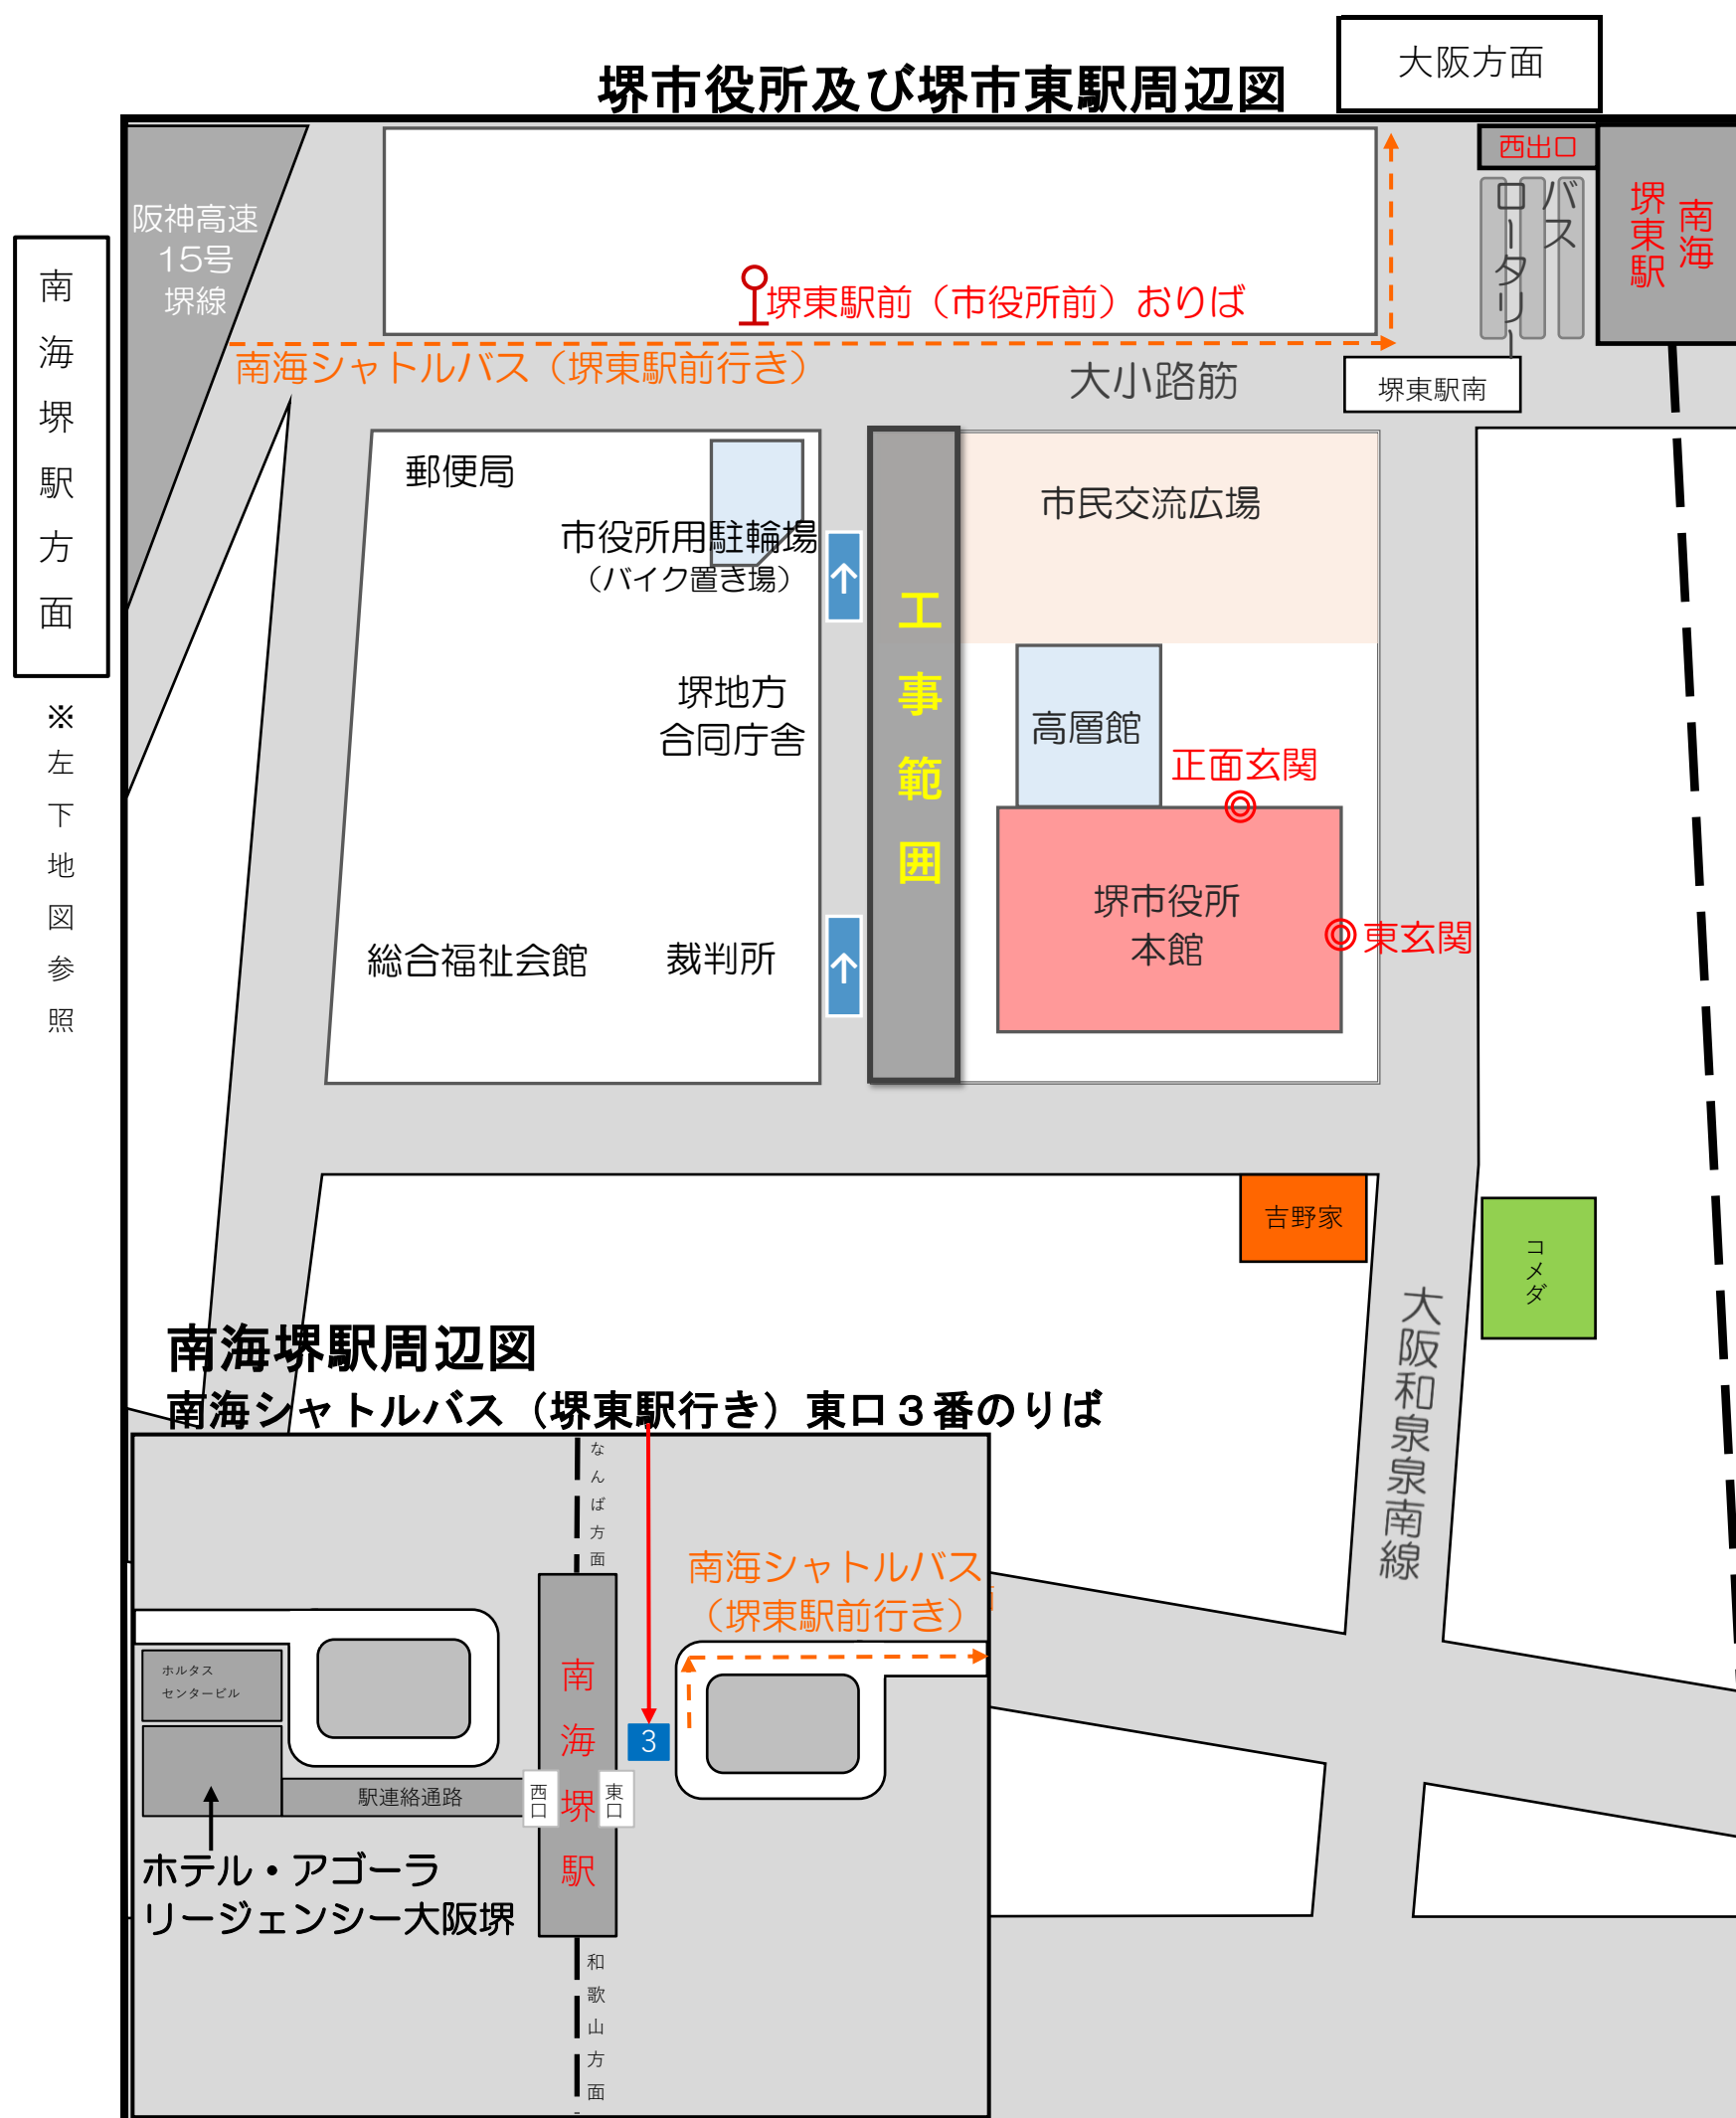 大阪方面
堺市役所及び堺市東駅周辺図
西出口
南海
堺東駅
バス
ロータリー
阪神高速
15号
堺線
南海堺駅方面
※左下地図参照
堺東駅前（市役所前）おりば
南海シャトルバス（堺東駅前行き）
大小路筋
堺東駅南
郵便局
市役所用駐輪場
（バイク置き場）
市民交流広場
工事範囲
堺地方
合同庁舎
高層館
正面玄関
堺市役所
本館
東玄関
総合福祉会館
裁判所
吉野家
コメダ
大阪和泉泉南線
南海堺駅周辺図
南海シャトルバス（堺東駅行き）東口３番のりば
なんば方面
南海シャトルバス
（堺東駅前行き）
ホルタス
センタービル
南海堺駅
3
西口
東口
駅連絡通路
ホテル・アゴーラ
リージェンシー大阪堺
和歌山方面